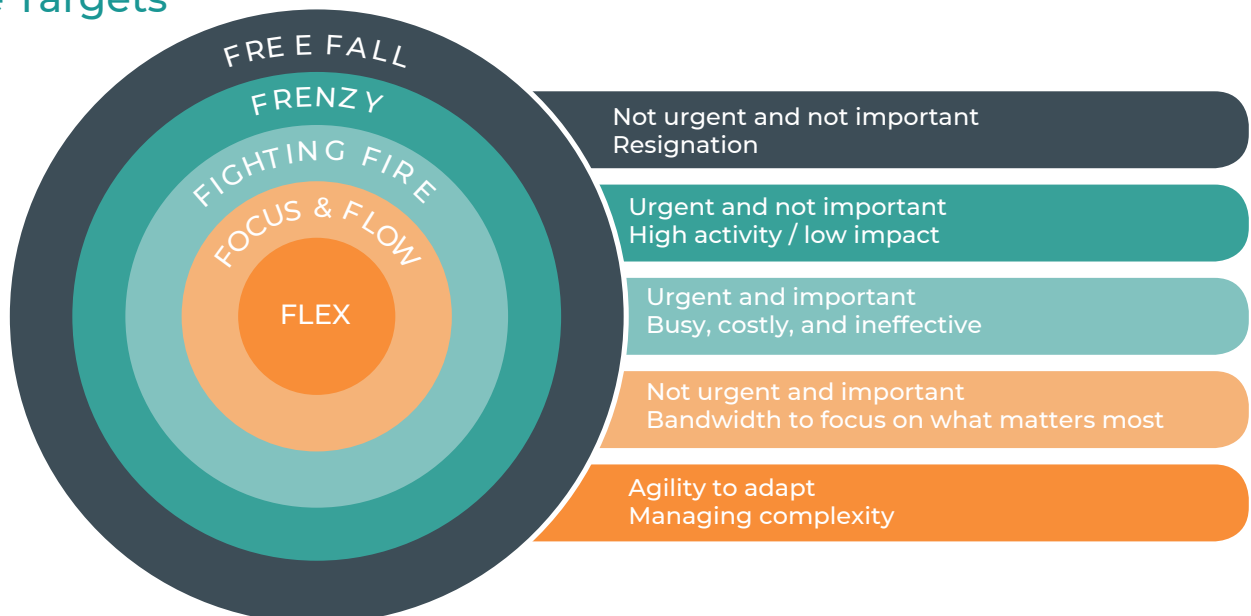 Targets
FREE FALL
FRENZY
FIGHTING FIRE
FOCUS & FLOW
FLEX
Not urgent and not important
Resignation
Urgent and not important
High activity / low impact
Urgent and important
Busy, costly, and ineffective
Not urgent and important
Bandwidth to focus on what matters most
Agility to adapt
Managing complexity